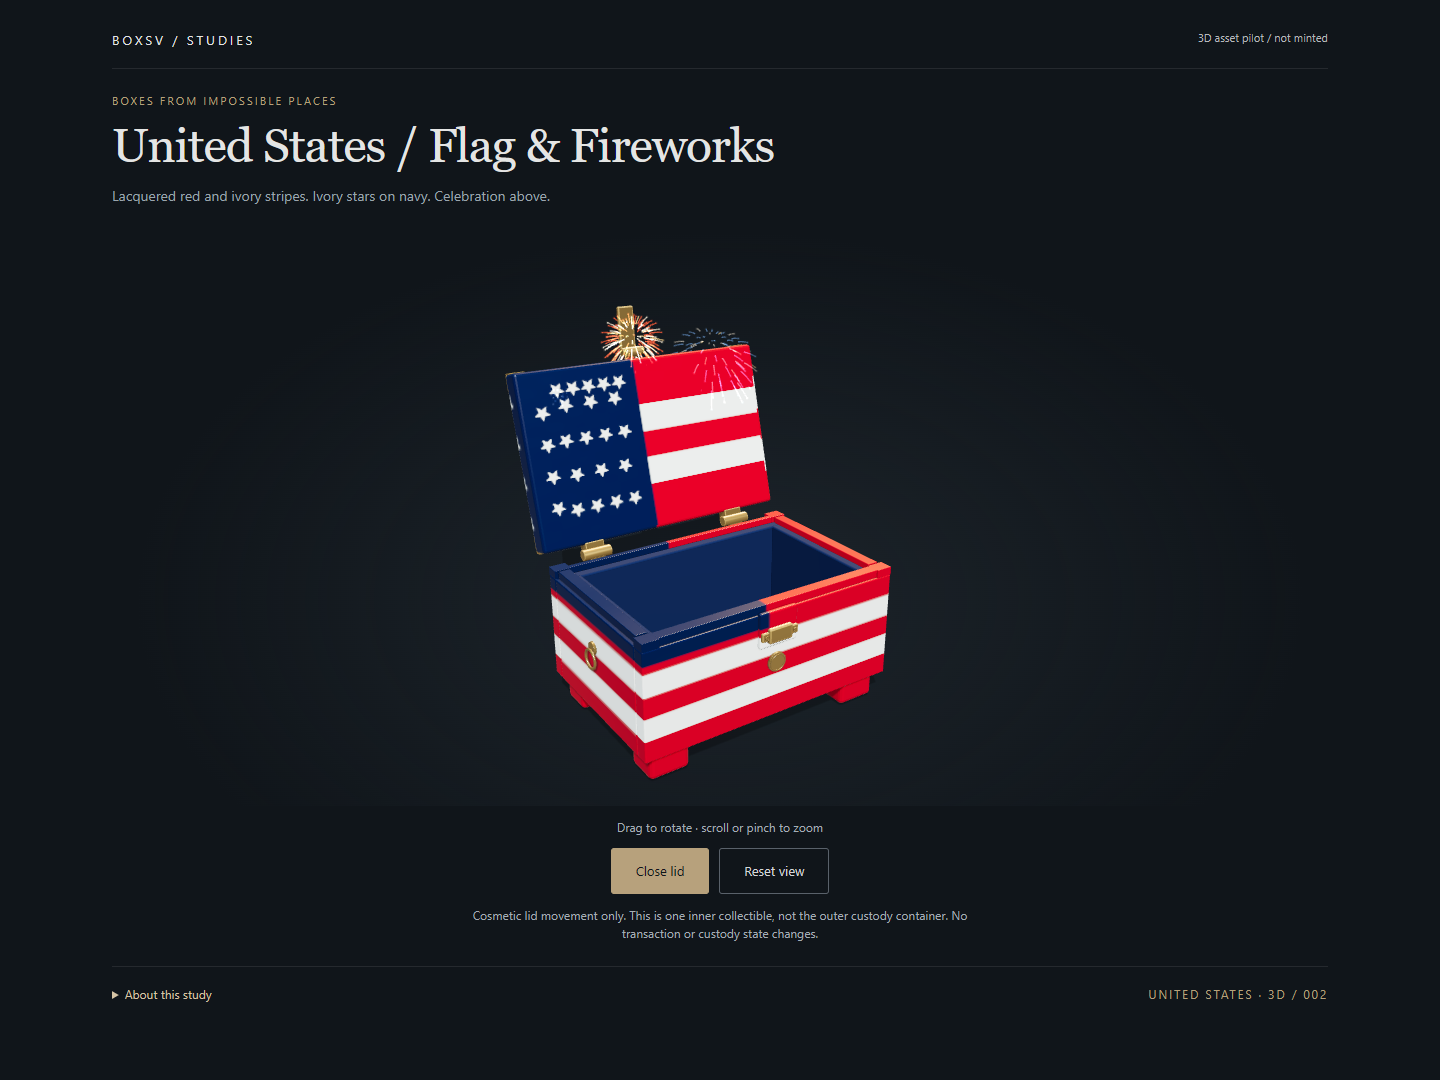 BOXSV / STUDIES
3D asset pilot / not minted
BOXES FROM IMPOSSIBLE PLACES
United States / Flag & Fireworks
Lacquered red and ivory stripes. Ivory stars on navy. Celebration above.
Drag to rotate · scroll or pinch to zoom
Close lid
Reset view
Cosmetic lid movement only. This is one inner collectible, not the outer custody container. No
transaction or custody state changes.
About this study
UNITED STATES · 3D / 002